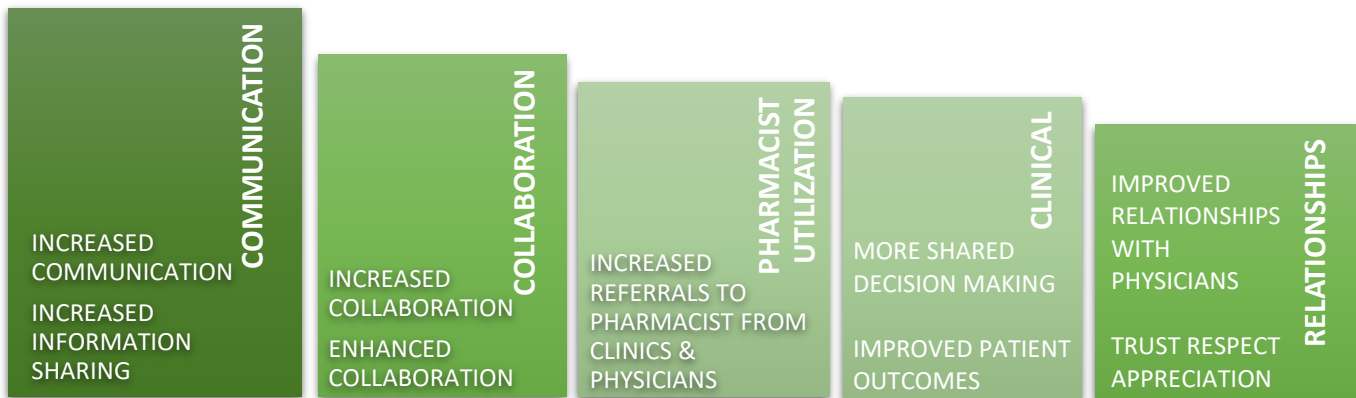 COMMUNICATION
INCREASED
COMMUNICATION
INCREASED
INFORMATION
SHARING
COLLABORATION
INCREASED
COLLABORATION
ENHANCED
COLLABORATION
PHARMACIST
UTILIZATION
INCREASED
REFERRALS TO
PHARMACIST FROM
CLINICS &
PHYSICIANS
CLINICAL
MORE SHARED
DECISION MAKING
IMPROVED PATIENT
OUTCOMES
RELATIONSHIPS
IMPROVED
RELATIONSHIPS
WITH
PHYSICIANS
TRUST RESPECT
APPRECIATION